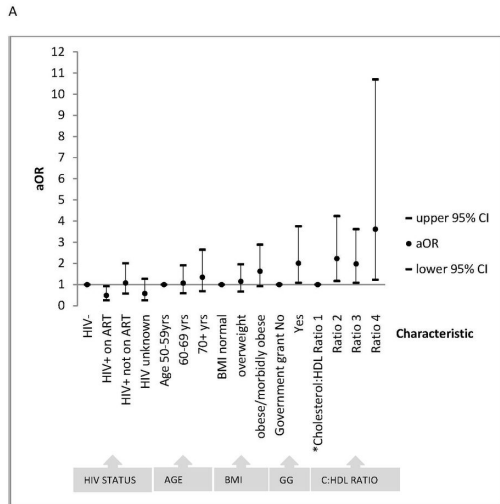 A
12
11
10
9
8
7
6
5
4
3
2
1
0
aOR
upper 95% CI
aOR
lower 95% CI
HIV-
HIV+ on ART
HIV+ not on ART
HIV unknown
Age 50-59yrs
60-69 yrs
70+ yrs
BMI normal
overweight
obese/morbidly obese
Government grant No
Yes
*Cholesterol:HDL Ratio 1
Ratio 2
Ratio 3
Ratio 4
Characteristic
HIV STATUS
AGE
BMI
GG
C:HDL RATIO